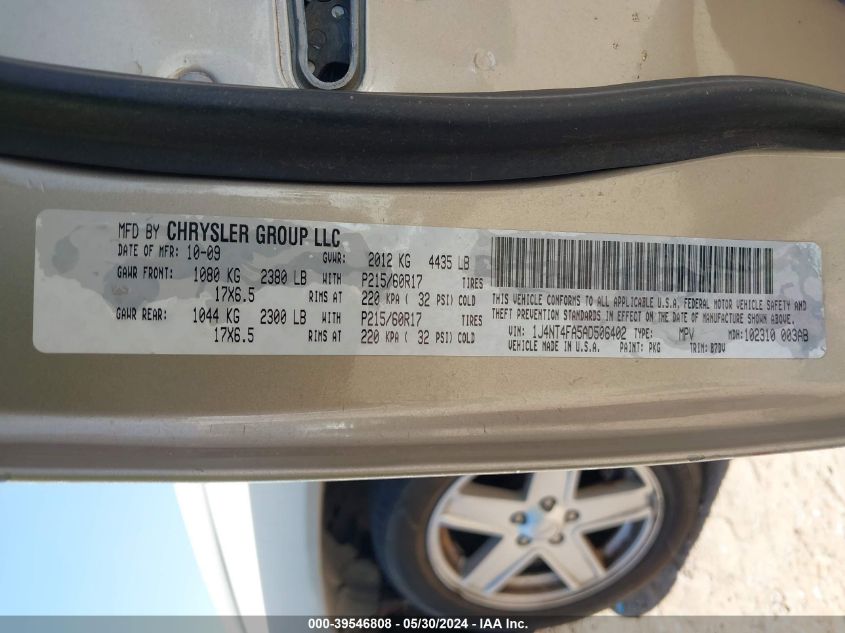 MFD BY CHRYSLER GROUP LLC
DATE OF MFR: 10-09 GVWR: 2012 KG 4435 LB
GAWR FRONT: 1080 KG 2380 LB WITH P215/60R17 TIRES
17X6.5 RIMS AT 220 KPA ( 32 PSI) COLD
GAWR REAR: 1044 KG 2300 LB WITH P215/60R17 TIRES
17X6.5 RIMS AT 220 KPA ( 32 PSI) COLD
THIS VEHICLE CONFORMS TO ALL APPLICABLE U.S.A. FEDERAL MOTOR VEHICLE SAFETY AND
THEFT PREVENTION STANDARDS IN EFFECT ON THE DATE OF MANUFACTURE SHOWN ABOVE.
VIN: 1J4NT4FA5AD506402 TYPE: MPV MDH: 102310 003AB
VEHICLE MADE IN U.S.A. PAINT: PKG TRIM: B7DV
000-39546808 - 05/30/2024 - IAA, Inc.